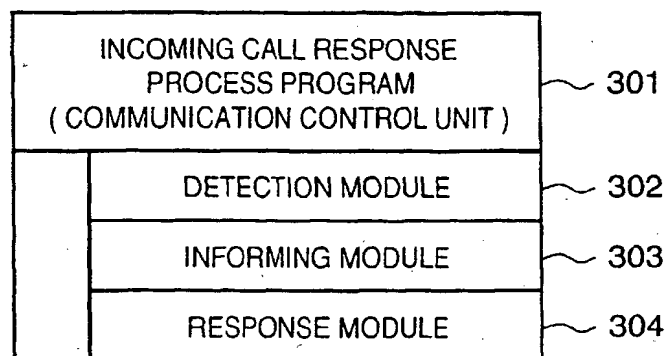 INCOMING CALL RESPONSE
PROCESS PROGRAM
( COMMUNICATION CONTROL UNIT )
301
DETECTION MODULE
302
INFORMING MODULE
303
RESPONSE MODULE
304